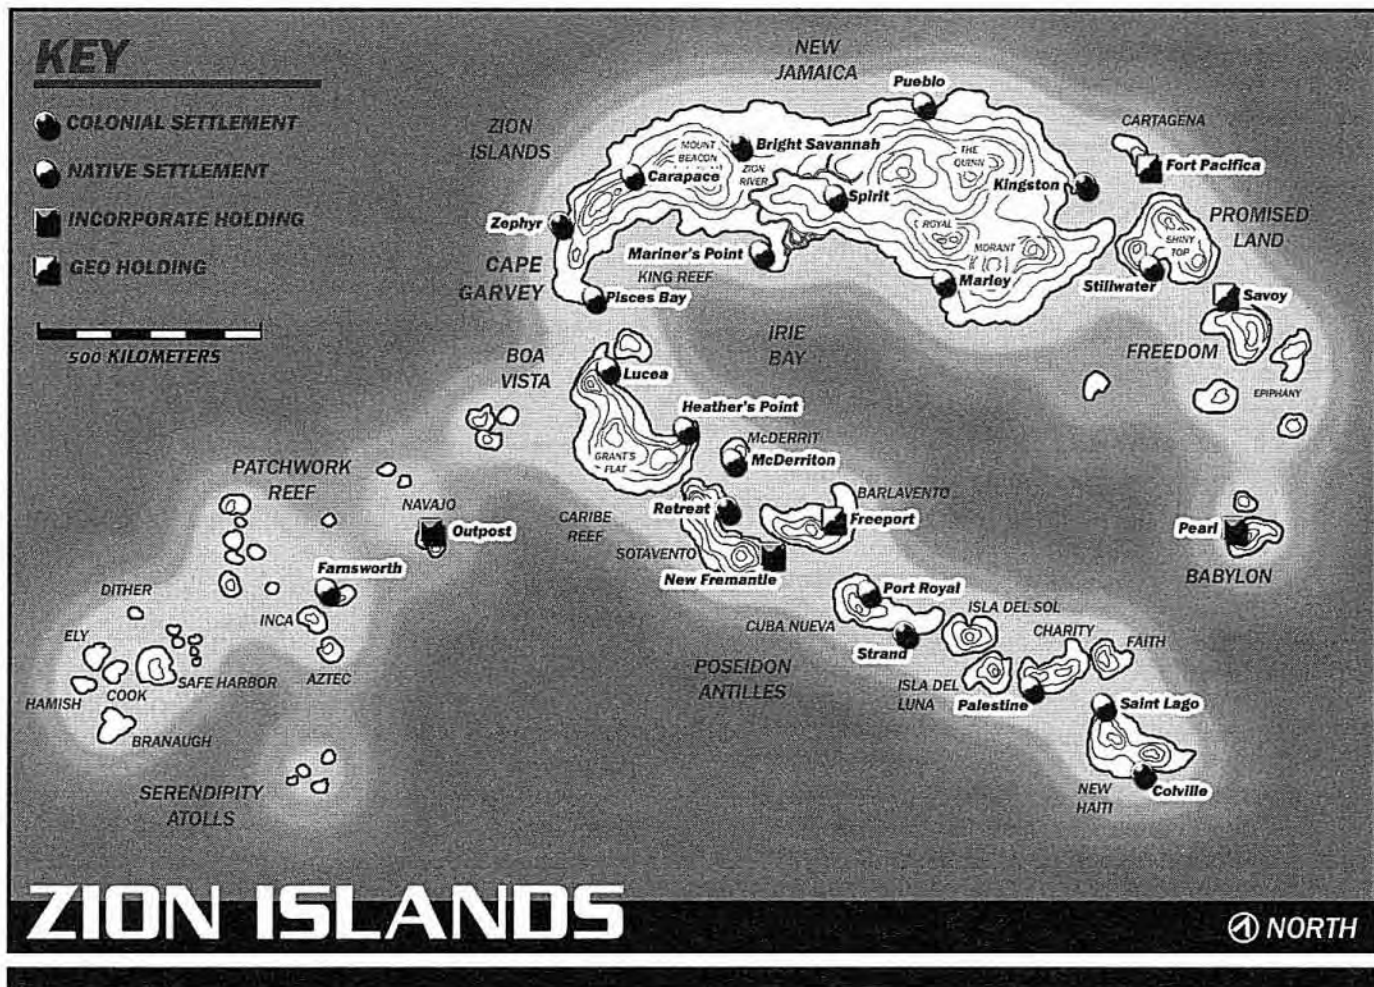 KEY
COLONIAL SETTLEMENT
NATIVE SETTLEMENT
INCORPORATE HOLDING
GEO HOLDING
500 KILOMETERS
NEW
JAMAICA
Pueblo
ZION
ISLANDS
CARTAGENA
MOUNT
BEACON
Bright Savannah
THE
QUINN
Fort Pacifica
ZION
RIVER
Carapace
Kingston
Spirit
PROMISED
LAND
Zephyr
ROYAL
SHINY
TOP
Mariner's Point
MORANT
CAPE
GARVEY
KING REEF
Marley
Stillwater
Pisces Bay
Savoy
IRIE
BAY
FREEDOM
BOA
VISTA
Lucea
EPIPHANY
Heather's Point
McDERRIT
GRANT'S
FLAT
McDerriton
PATCHWORK
REEF
NAVAJO
Outpost
CARIBE
REEF
Retreat
BARLAVENTO
Freeport
Pearl
SOTAVENTO
New Fremantle
BABYLON
Farnsworth
DITHER
INCA
Port Royal
ISLA DEL SOL
CUBA NUEVA
CHARITY
FAITH
Strand
ELY
SAFE HARBOR
AZTEC
POSEIDON
ANTILLES
ISLA DEL
LUNA
COOK
HAMISH
Palestine
Saint Lago
BRANAUGH
SERENDIPITY
ATOLLS
NEW
HAITI
Colville
ZION ISLANDS
NORTH